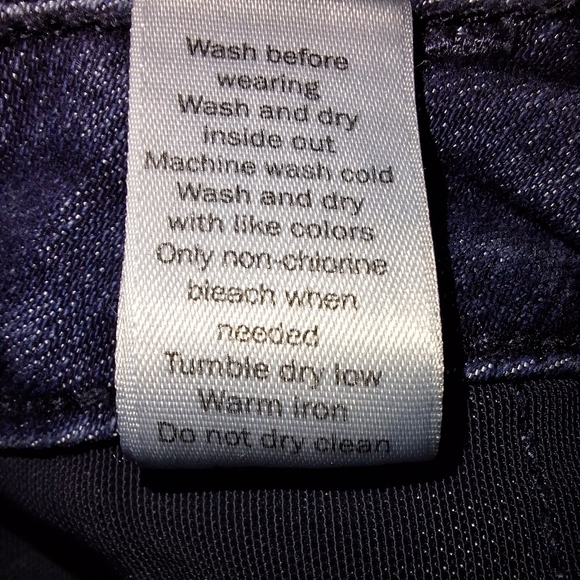 Wash before
wearing
Wash and dry
inside out
Machine wash cold
Wash and dry
with like colors
Only non-chlorine
bleach when
needed
Tumble dry low
Warm iron
Do not dry clean